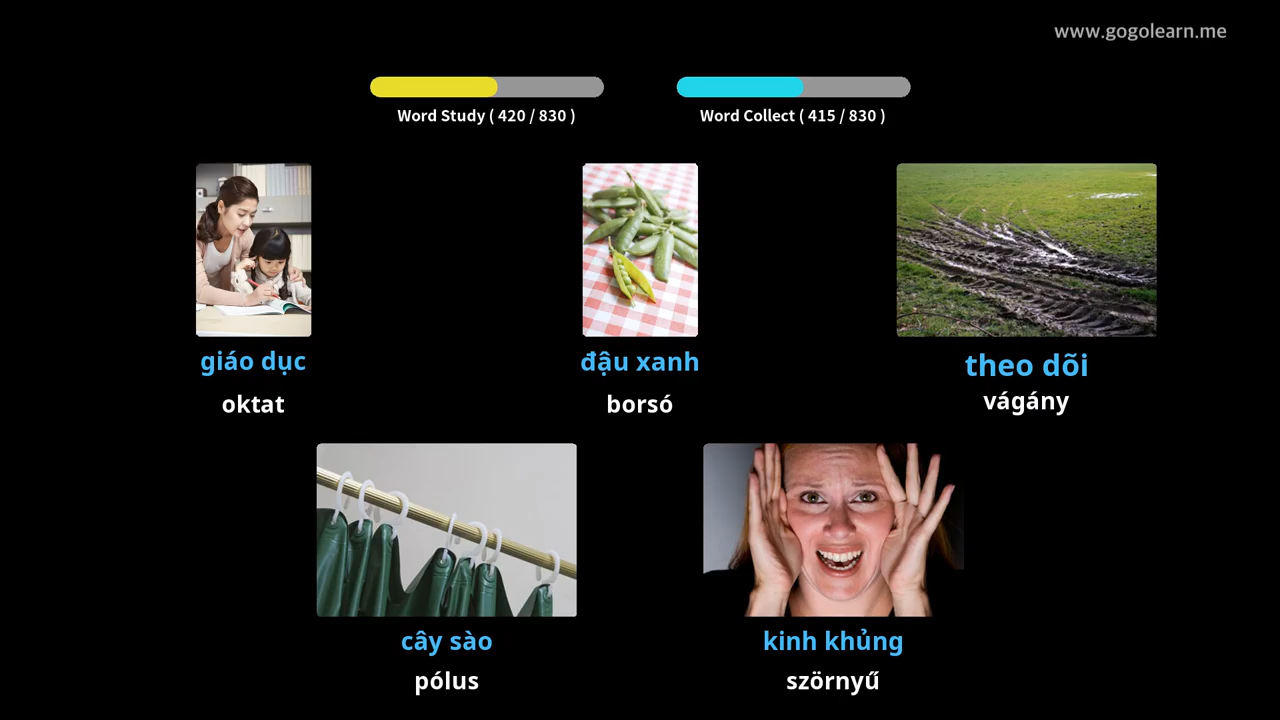 www.gogolearn.me
Word Study ( 420 / 830 )
Word Collect ( 415 / 830 )
giáo dục
oktat
đậu xanh
borsó
theo dõi
vágány
cây sào
pólus
kinh khủng
szörnyű